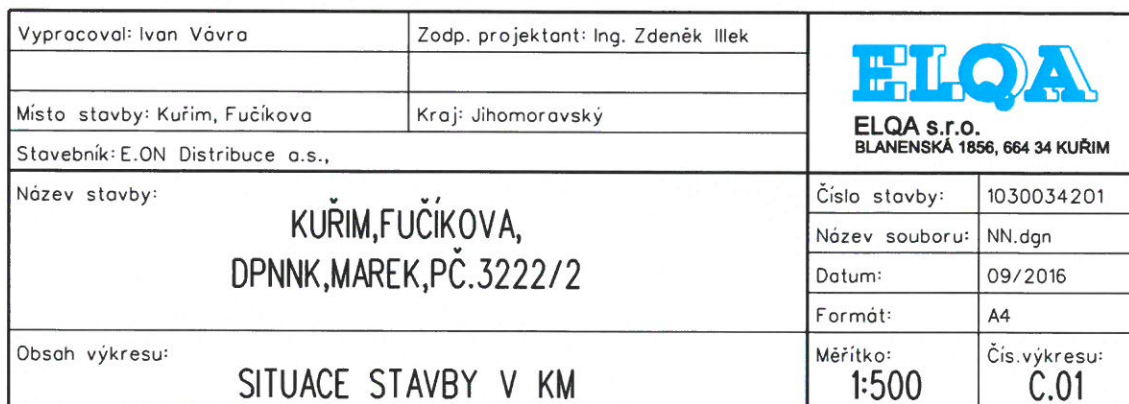 Vypracoval: Ivan Vávra
Zodp. projektant: Ing. Zdeněk Illek
Místo stavby: Kuřim, Fučíkova
Kraj: Jihomoravský
Stavebník: E.ON Distribuce a.s.,
ELQA
ELQA s.r.o.
BLANENSKÁ 1856, 664 34 KUŘIM
Název stavby:
KUŘIM,FUČÍKOVA,
DPNNK,MAREK,PČ.3222/2
Číslo stavby: 1030034201
Název souboru: NN.dgn
Datum: 09/2016
Formát: A4
Obsah výkresu:
SITUACE STAVBY V KM
Měřítko:
1:500
Čís.výkresu:
C.01